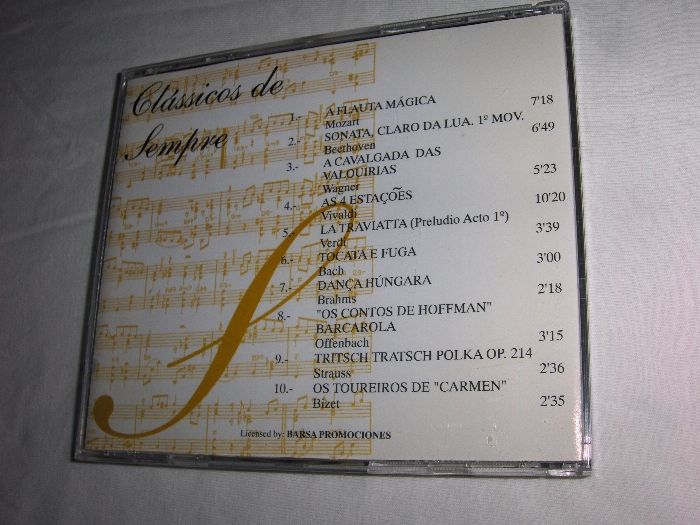 Clássicos de
Sempre
1.- A FLAUTA MÁGICA 7'18
Mozart
2.- SONATA, CLARO DA LUA. 1º MOV. 6'49
Beethoven
3.- A CAVALGADA DAS
VALQUÍRIAS 5'23
Wagner
4.- AS 4 ESTAÇÕES 10'20
Vivaldi
5.- LA TRAVIATTA (Preludio Acto 1º) 3'39
Verdi
6.- TOCATA E FUGA 3'00
Bach
7.- DANÇA HÚNGARA 2'18
Brahms
8.- "OS CONTOS DE HOFFMAN"
BARCAROLA 3'15
Offenbach
9.- TRITSCH TRATSCH POLKA OP. 214 2'36
Strauss
10.- OS TOUREIROS DE "CARMEN" 2'35
Bizet
Licensed by: BARSA PROMOCIONES